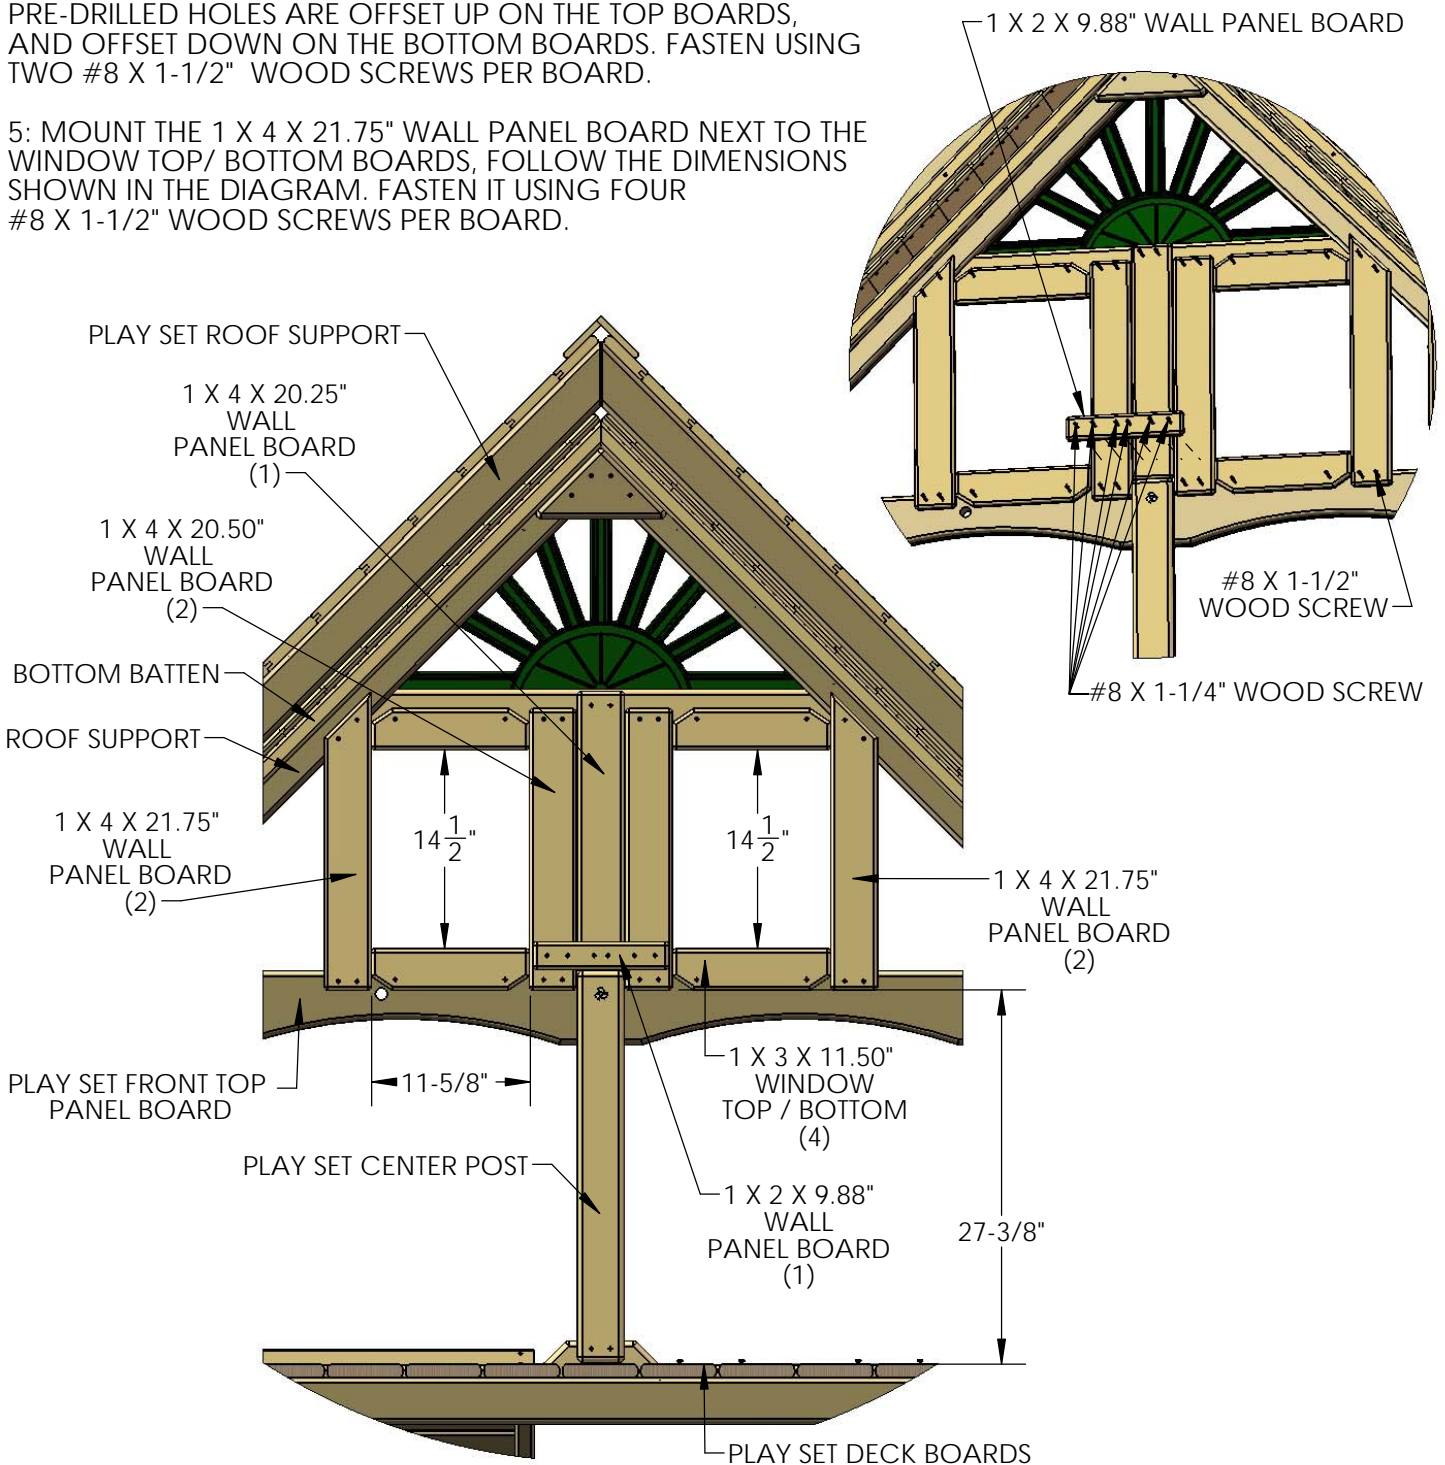 PRE-DRILLED HOLES ARE OFFSET UP ON THE TOP BOARDS,
AND OFFSET DOWN ON THE BOTTOM BOARDS. FASTEN USING
TWO #8 X 1-1/2" WOOD SCREWS PER BOARD.
5: MOUNT THE 1 X 4 X 21.75" WALL PANEL BOARD NEXT TO THE
WINDOW TOP/ BOTTOM BOARDS, FOLLOW THE DIMENSIONS
SHOWN IN THE DIAGRAM. FASTEN IT USING FOUR
#8 X 1-1/2" WOOD SCREWS PER BOARD.
1 X 2 X 9.88" WALL PANEL BOARD
#8 X 1-1/2"
WOOD SCREW
#8 X 1-1/4" WOOD SCREW
PLAY SET ROOF SUPPORT
1 X 4 X 20.25"
WALL
PANEL BOARD
(1)
1 X 4 X 20.50"
WALL
PANEL BOARD
(2)
BOTTOM BATTEN
ROOF SUPPORT
1 X 4 X 21.75"
WALL
PANEL BOARD
(2)
14 1/2"
14 1/2"
1 X 4 X 21.75"
WALL
PANEL BOARD
(2)
PLAY SET FRONT TOP
PANEL BOARD
11-5/8"
1 X 3 X 11.50"
WINDOW
TOP / BOTTOM
(4)
PLAY SET CENTER POST
1 X 2 X 9.88"
WALL
PANEL BOARD
(1)
27-3/8"
PLAY SET DECK BOARDS